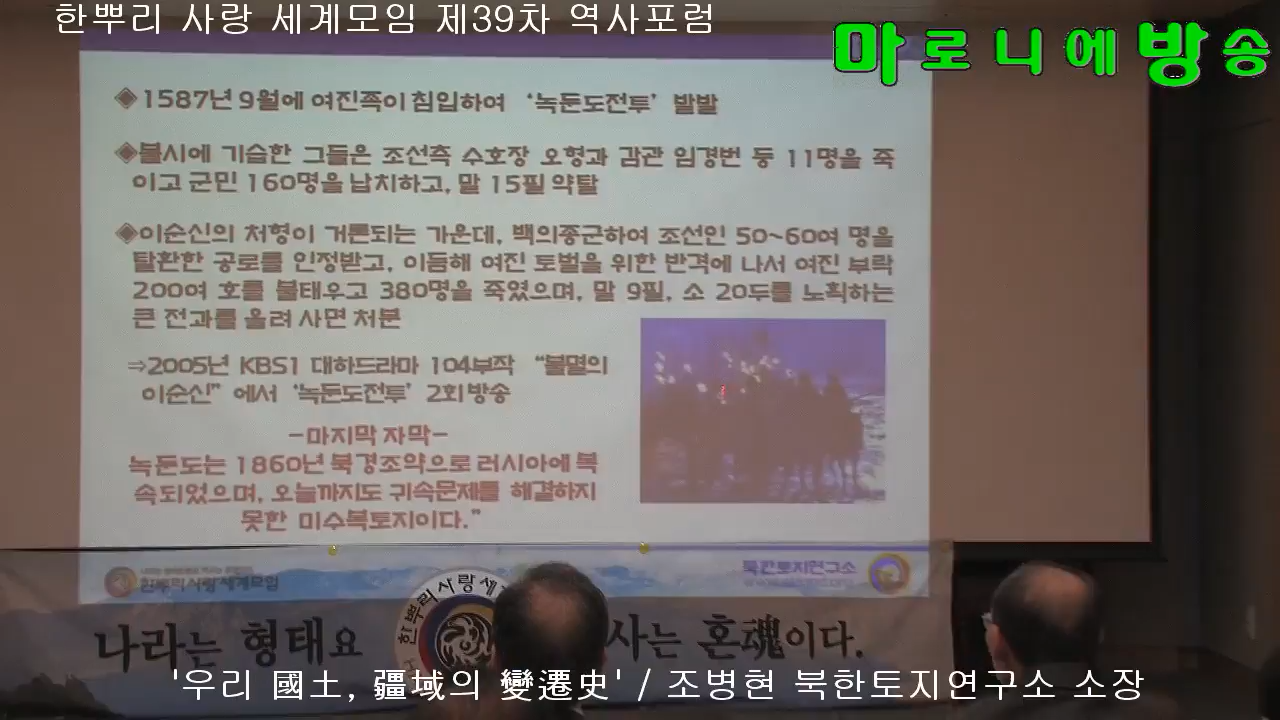 한뿌리 사랑 세계모임 제39차 역사포럼
마로니에방송
◈1587년 9월에 여진족이 침입하여 ‘녹둔도전투’ 발발
◈불시에 기습한 그들은 조선측 수호장 오형과 감관 임경번 등 11명을 죽
이고 군민 160명을 납치하고, 말 15필 약탈
◈이순신의 처형이 거론되는 가운데, 백의종군하여 조선인 50~60여 명을
탈환한 공로를 인정받고, 이듬해 여진 토벌을 위한 반격에 나서 여진 부락
200여 호를 불태우고 380명을 죽였으며, 말 9필, 소 20두를 노획하는
큰 전과를 올려 사면 처분
⇒2005년 KBS1 대하드라마 104부작 “불멸의
이순신” 에서 ‘녹둔도전투’ 2회 방송
-마지막 자막-
녹둔도는 1860년 북경조약으로 러시아에 복
속되었으며, 오늘까지도 귀속문제를 해결하지
못한 미수복토지이다.”
한뿌리사랑세계모임
북한토지연구소
한뿌리사랑세
나라는 형태요
사는 혼魂이다.
'우리 國土, 疆域의 變遷史' / 조병현 북한토지연구소 소장